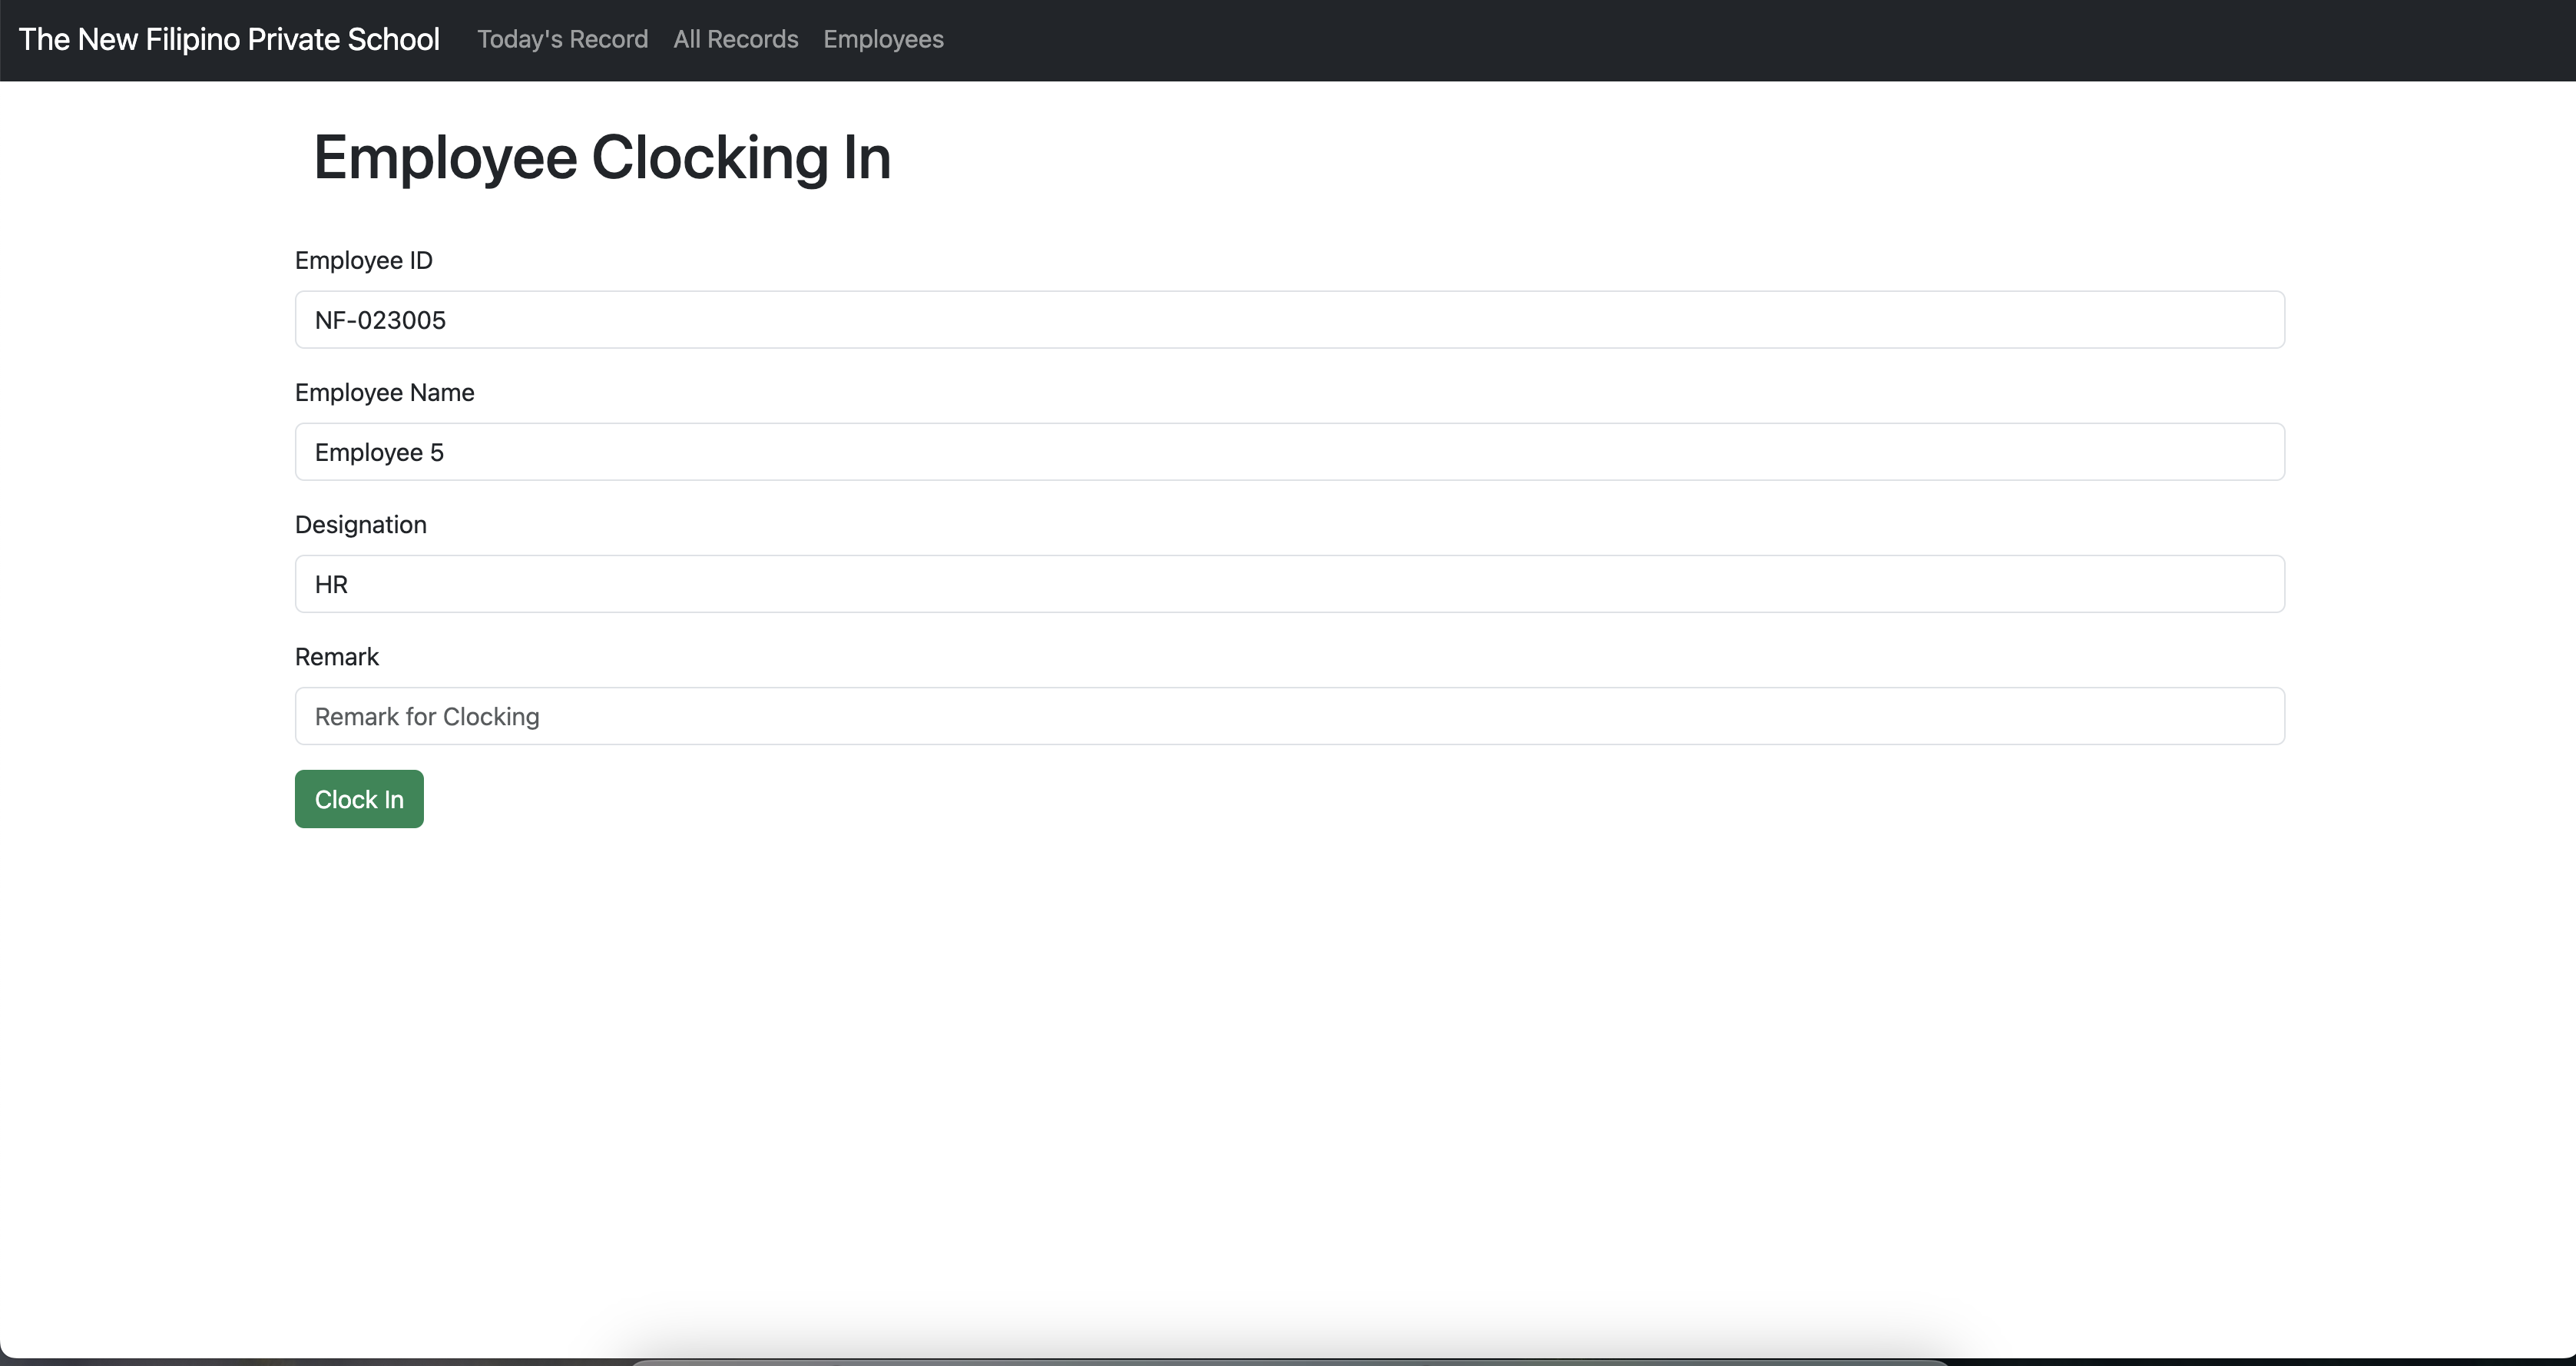 The New Filipino Private School Today's Record All Records Employees
Employee Clocking In
Employee ID
NF-023005
Employee Name
Employee 5
Designation
HR
Remark
Remark for Clocking
Clock In